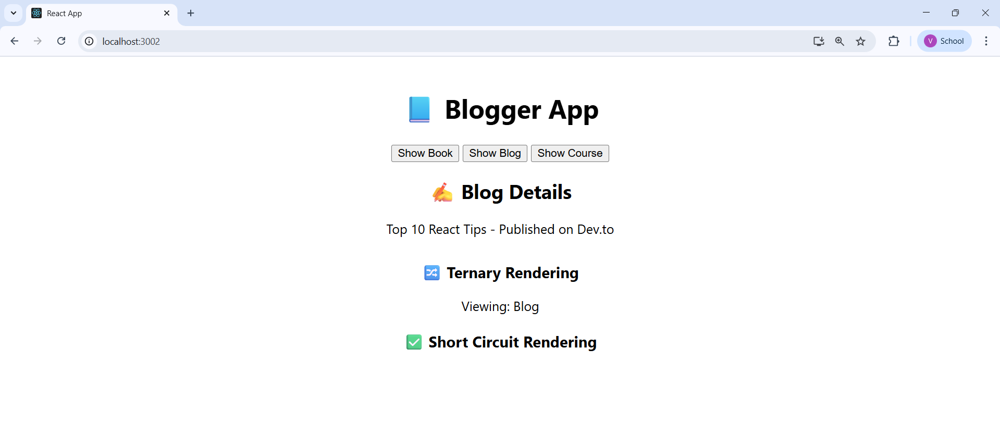 React App
localhost:3002
V School
📘 Blogger App
Show Book Show Blog Show Course
✍️ Blog Details
Top 10 React Tips - Published on Dev.to
🔀 Ternary Rendering
Viewing: Blog
✅ Short Circuit Rendering